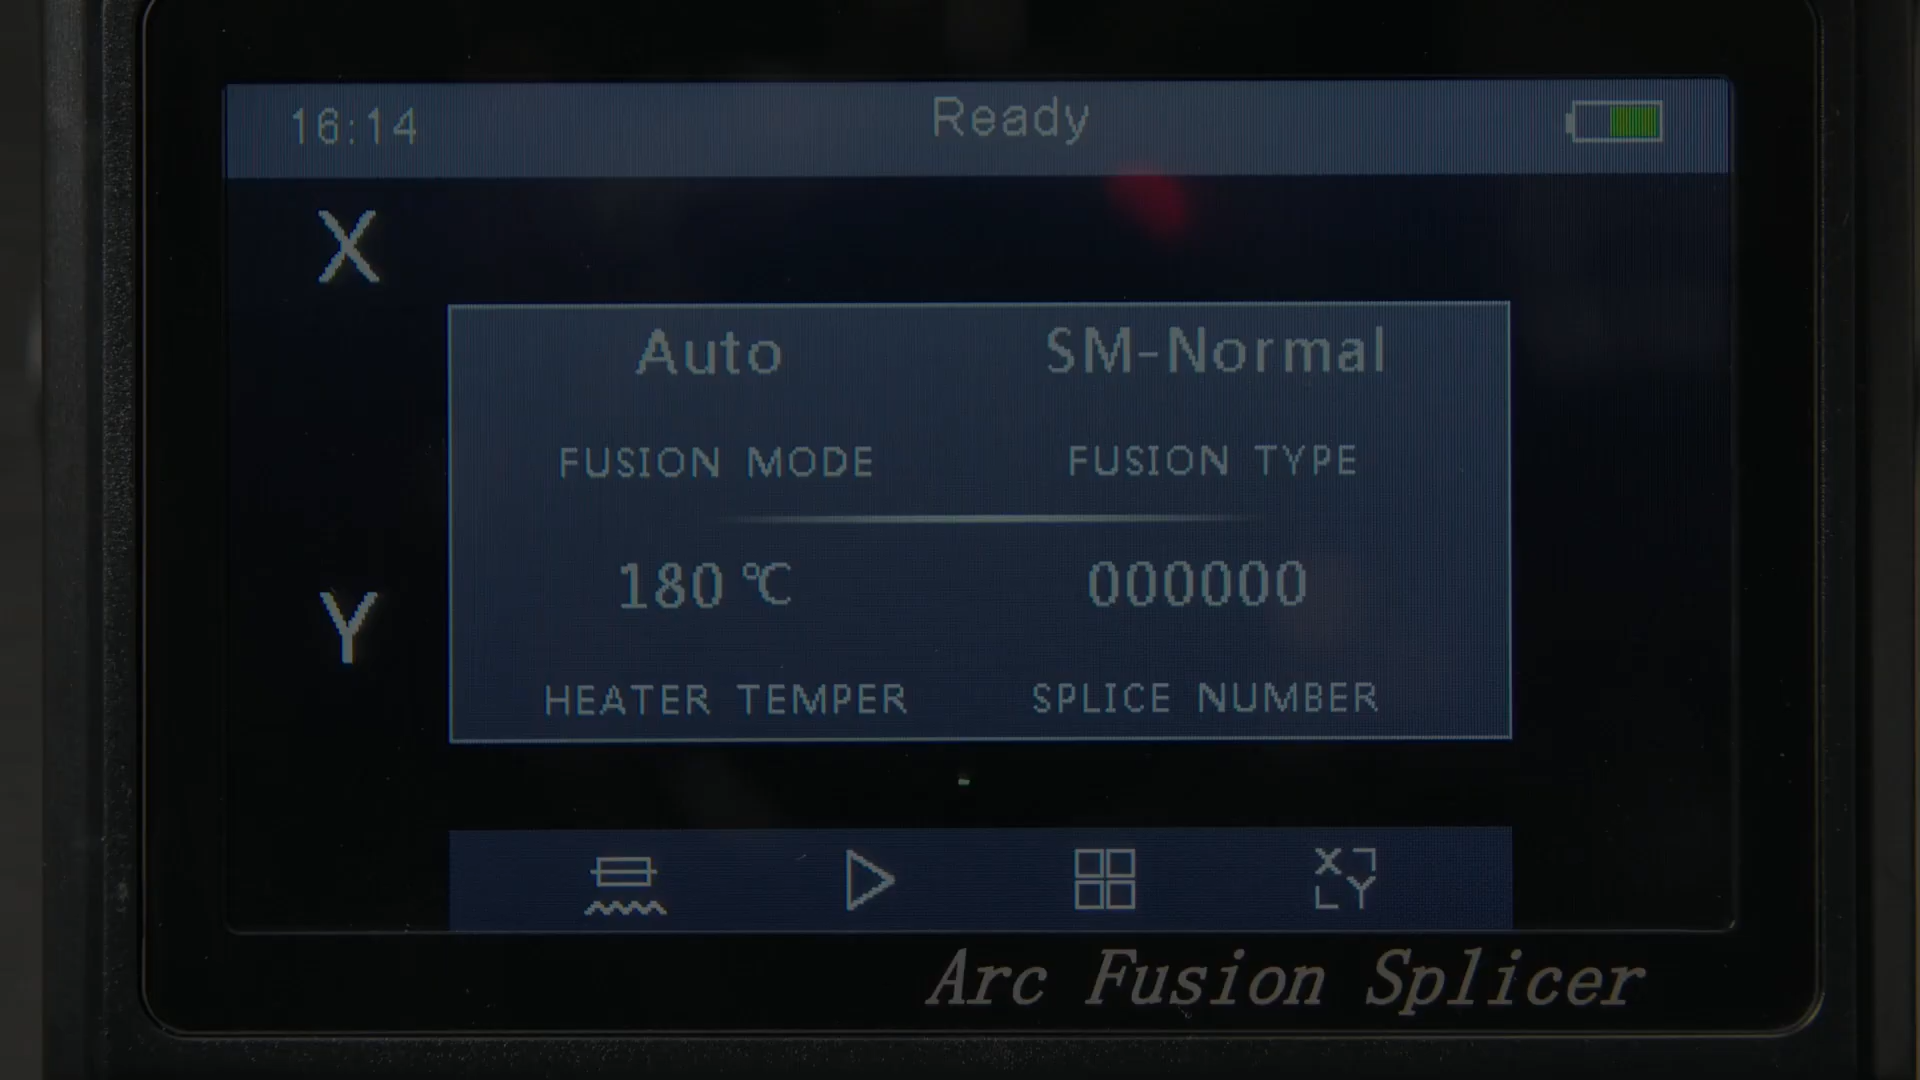 16:14 Ready
X
Auto SM-Normal
FUSION MODE FUSION TYPE
180 ℃ 000000
Y
HEATER TEMPER SPLICE NUMBER
X Y
Arc Fusion Splicer